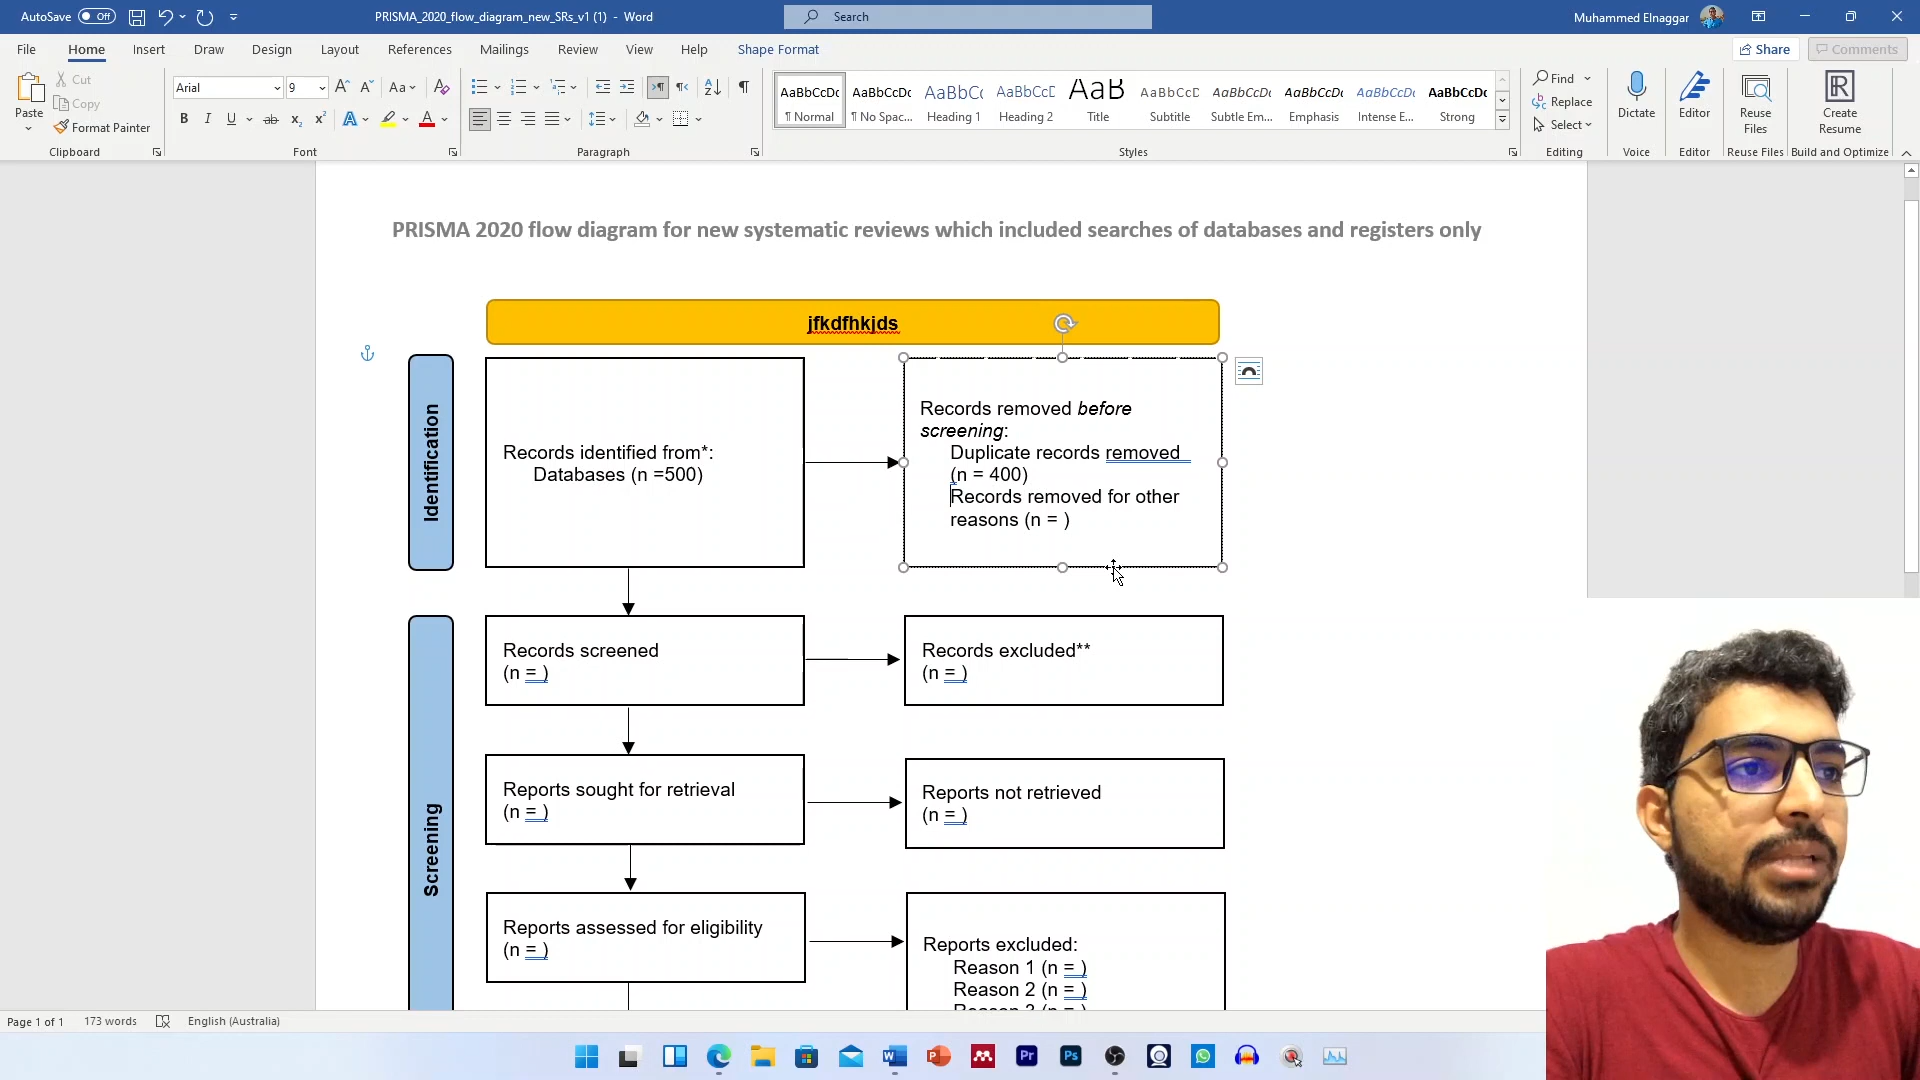 AutoSave Off PRISMA_2020_flow_diagram_new_SRs_v1 (1) - Word Search Muhammed Elnaggar
File Home Insert Draw Design Layout References Mailings Review View Help Shape Format Share Comments
Paste Cut Copy Format Painter
Clipboard
Arial 9
Font
Paragraph
AaBbCcDc AaBbCcDc AaBbCc AaBbCcD AaB AaBbCcD AaBbCcDc AaBbCcDc AaBbCcDc AaBbCcDc
¶ Normal ¶ No Spac... Heading 1 Heading 2 Title Subtitle Subtle Em... Emphasis Intense E... Strong
Styles
Find
Replace
Select
Editing
Dictate
Voice
Editor
Editor
Reuse Files
Reuse Files
Create Resume
Build and Optimize
PRISMA 2020 flow diagram for new systematic reviews which included searches of databases and registers only
jfkdfhkjds
Identification
Records identified from*:
Databases (n =500)
Records removed before
screening:
Duplicate records removed
(n = 400)
Records removed for other
reasons (n = )
Screening
Records screened
(n = )
Records excluded**
(n = )
Reports sought for retrieval
(n = )
Reports not retrieved
(n = )
Reports assessed for eligibility
(n = )
Reports excluded:
Reason 1 (n = )
Reason 2 (n = )
Reason 3 (n = )
Page 1 of 1 173 words English (Australia)